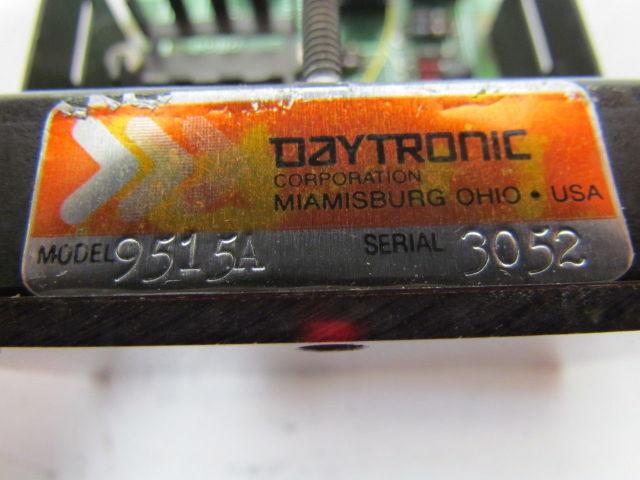 DAYTRONIC
CORPORATION
MIAMISBURG OHIO • USA
MODEL 9515A SERIAL 3052